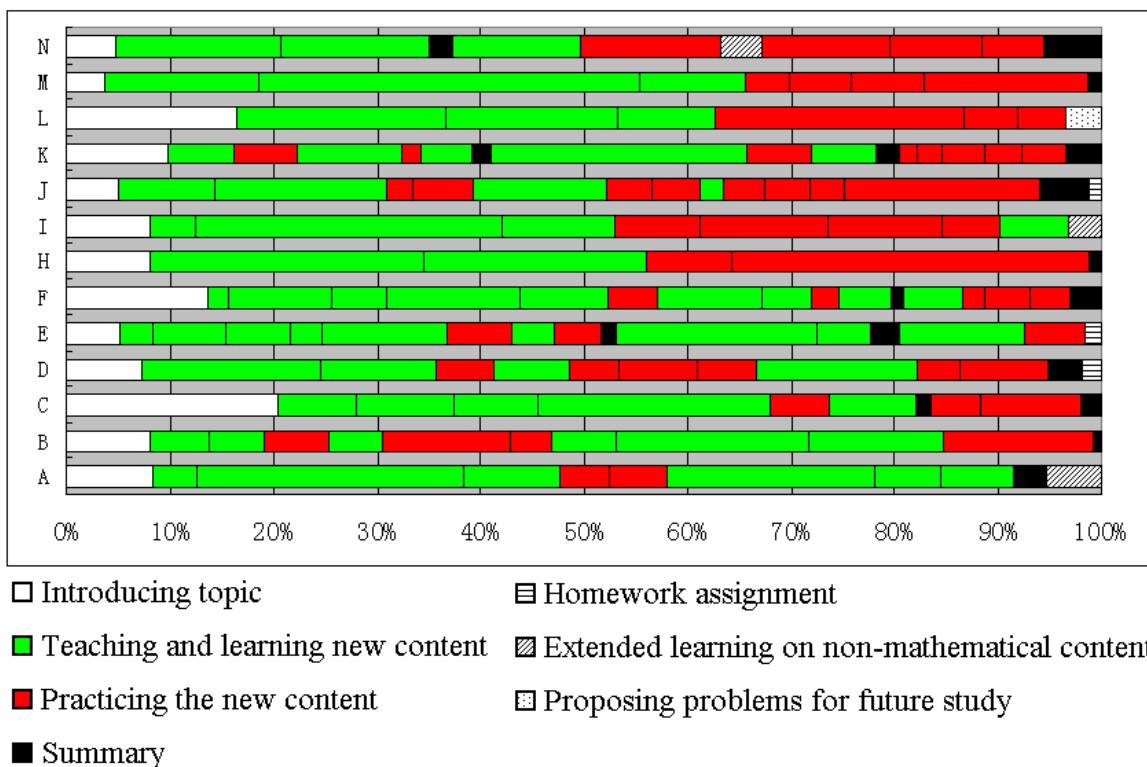 N
M
L
K
J
I
H
F
E
D
C
B
A
0% 10% 20% 30% 40% 50% 60% 70% 80% 90% 100%
Introducing topic
Teaching and learning new content
Practicing the new content
Summary
Homework assignment
Extended learning on non-mathematical content
Proposing problems for future study